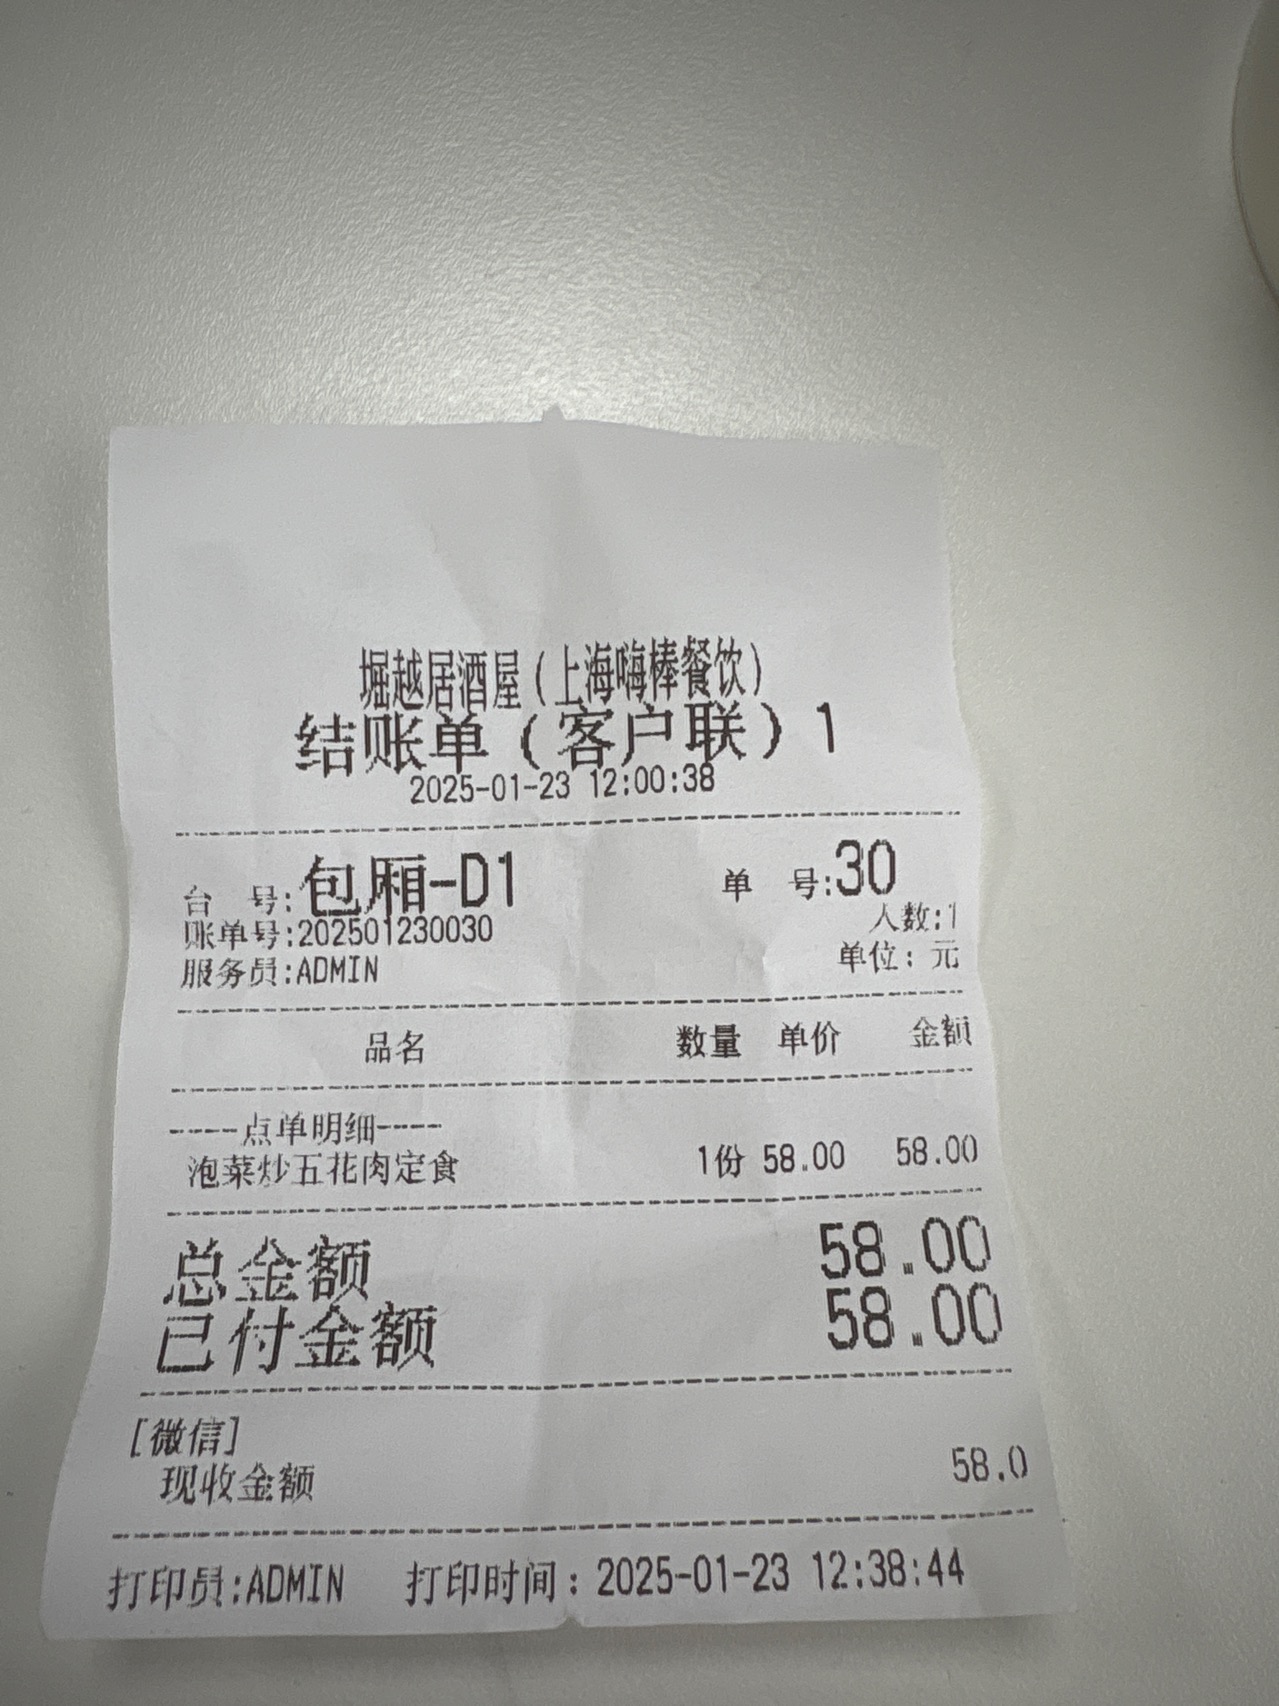 堀越居酒屋(上海嗨棒餐饮)
结账单(客户联)1
2025-01-23 12:00:38
台 号:包厢-D1 单 号:30
人数:1
账单号:202501230030
服务员:ADMIN 单位:元
品名 数量 单价 金额
----点单明细----
泡菜炒五花肉定食 1份 58.00 58.00
总金额 58.00
已付金额 58.00
[微信]
现收金额 58.0
打印员:ADMIN 打印时间:2025-01-23 12:38:44